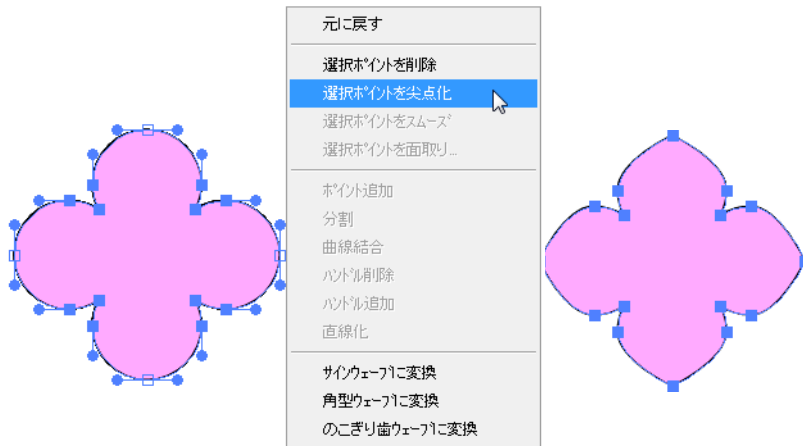 元に戻す
選択ﾎﾟｲﾝﾄを削除
選択ﾎﾟｲﾝﾄを尖点化
選択ﾎﾟｲﾝﾄをｽﾑｰｽﾞ
選択ﾎﾟｲﾝﾄを面取り...
ﾎﾟｲﾝﾄ追加
分割
曲線結合
ﾊﾝﾄﾞﾙ削除
ﾊﾝﾄﾞﾙ追加
直線化
ｻｲﾝｳｪｰﾌﾞに変換
角型ｳｪｰﾌﾞに変換
のこぎり歯ｳｪｰﾌﾞに変換